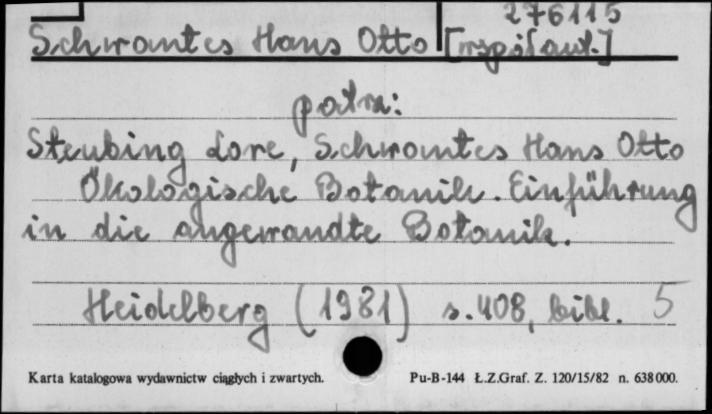 276115
Schwantes Hans Otto [współaut.]
patrz:
Steubing Lore, Schwantes Hans Otto
Ökologische Botanik. Einführung
in die angewandte Botanik.
Heidelberg (1981) s. 408, bibl. 5
Karta katalogowa wydawnictw ciągłych i zwartych. Pu-B-144 Ł.Z.Graf. Z. 120/15/82 n. 638000.